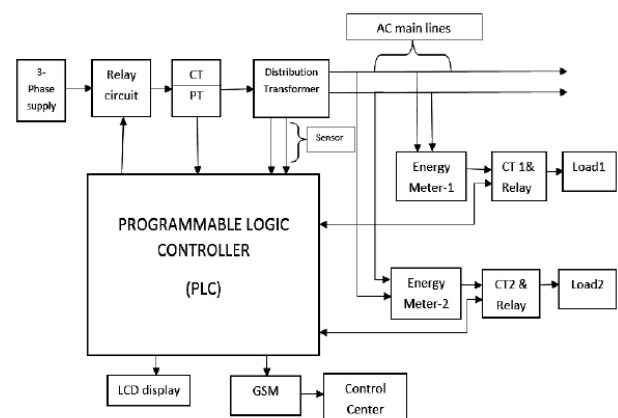 AC main lines
3-
Phase
supply
Relay
circuit
CT
PT
Distribution
Transformer
Sensor
Energy
Meter-1
CT 1&
Relay
Load1
PROGRAMMABLE LOGIC
CONTROLLER
(PLC)
Energy
Meter-2
CT2 &
Relay
Load2
LCD display
GSM
Control
Center